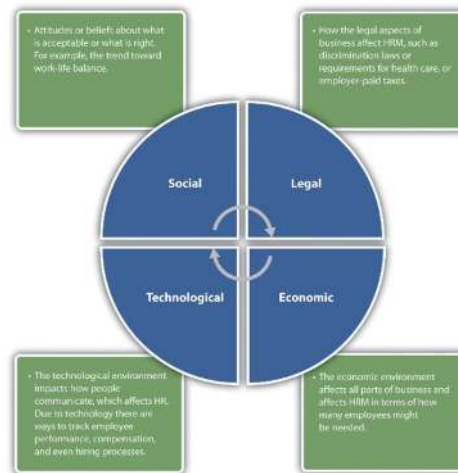 • Attitudes or beliefs about what
is acceptable or what is right.
For example, the trend toward
work-life balance.
• How the legal aspects of
business affect HRM, such as
discrimination laws or
requirements for health care, or
employer-paid taxes.
Social
Legal
Technological
Economic
• The technological environment
impacts how people
communicate, which affects HR.
Due to technology there are
ways to track employee
performance, compensation,
and even hiring processes.
• The economic environment
affects all parts of business and
affects HRM in terms of how
many employees might
be needed.